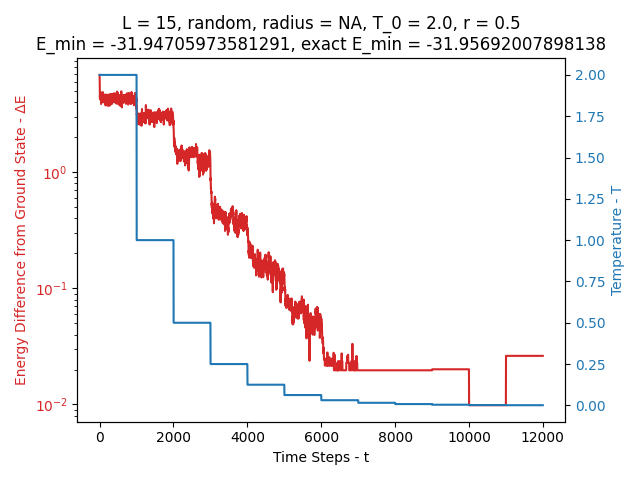 L = 15, random, radius = NA, T_0 = 2.0, r = 0.5
E_min = -31.94705973581291, exact E_min = -31.95692007898138
Energy Difference from Ground State - ΔE
10^0
10^-1
10^-2
2.00
1.75
1.50
1.25
1.00
0.75
0.50
0.25
0.00
Temperature - T
0 2000 4000 6000 8000 10000 12000
Time Steps - t